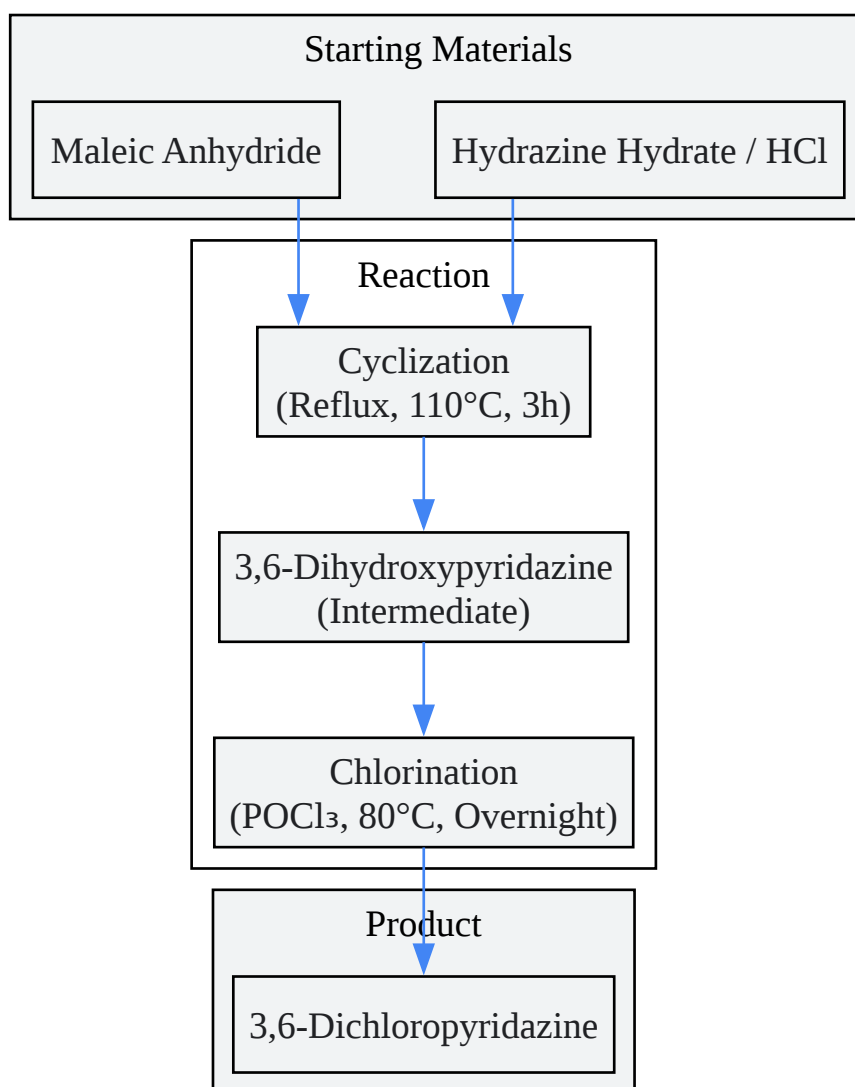 Starting Materials
Maleic Anhydride
Hydrazine Hydrate / HCl
Reaction
Cyclization
(Reflux, 110°C, 3h)
3,6-Dihydroxypyridazine
(Intermediate)
Chlorination
(POCl₃, 80°C, Overnight)
Product
3,6-Dichloropyridazine